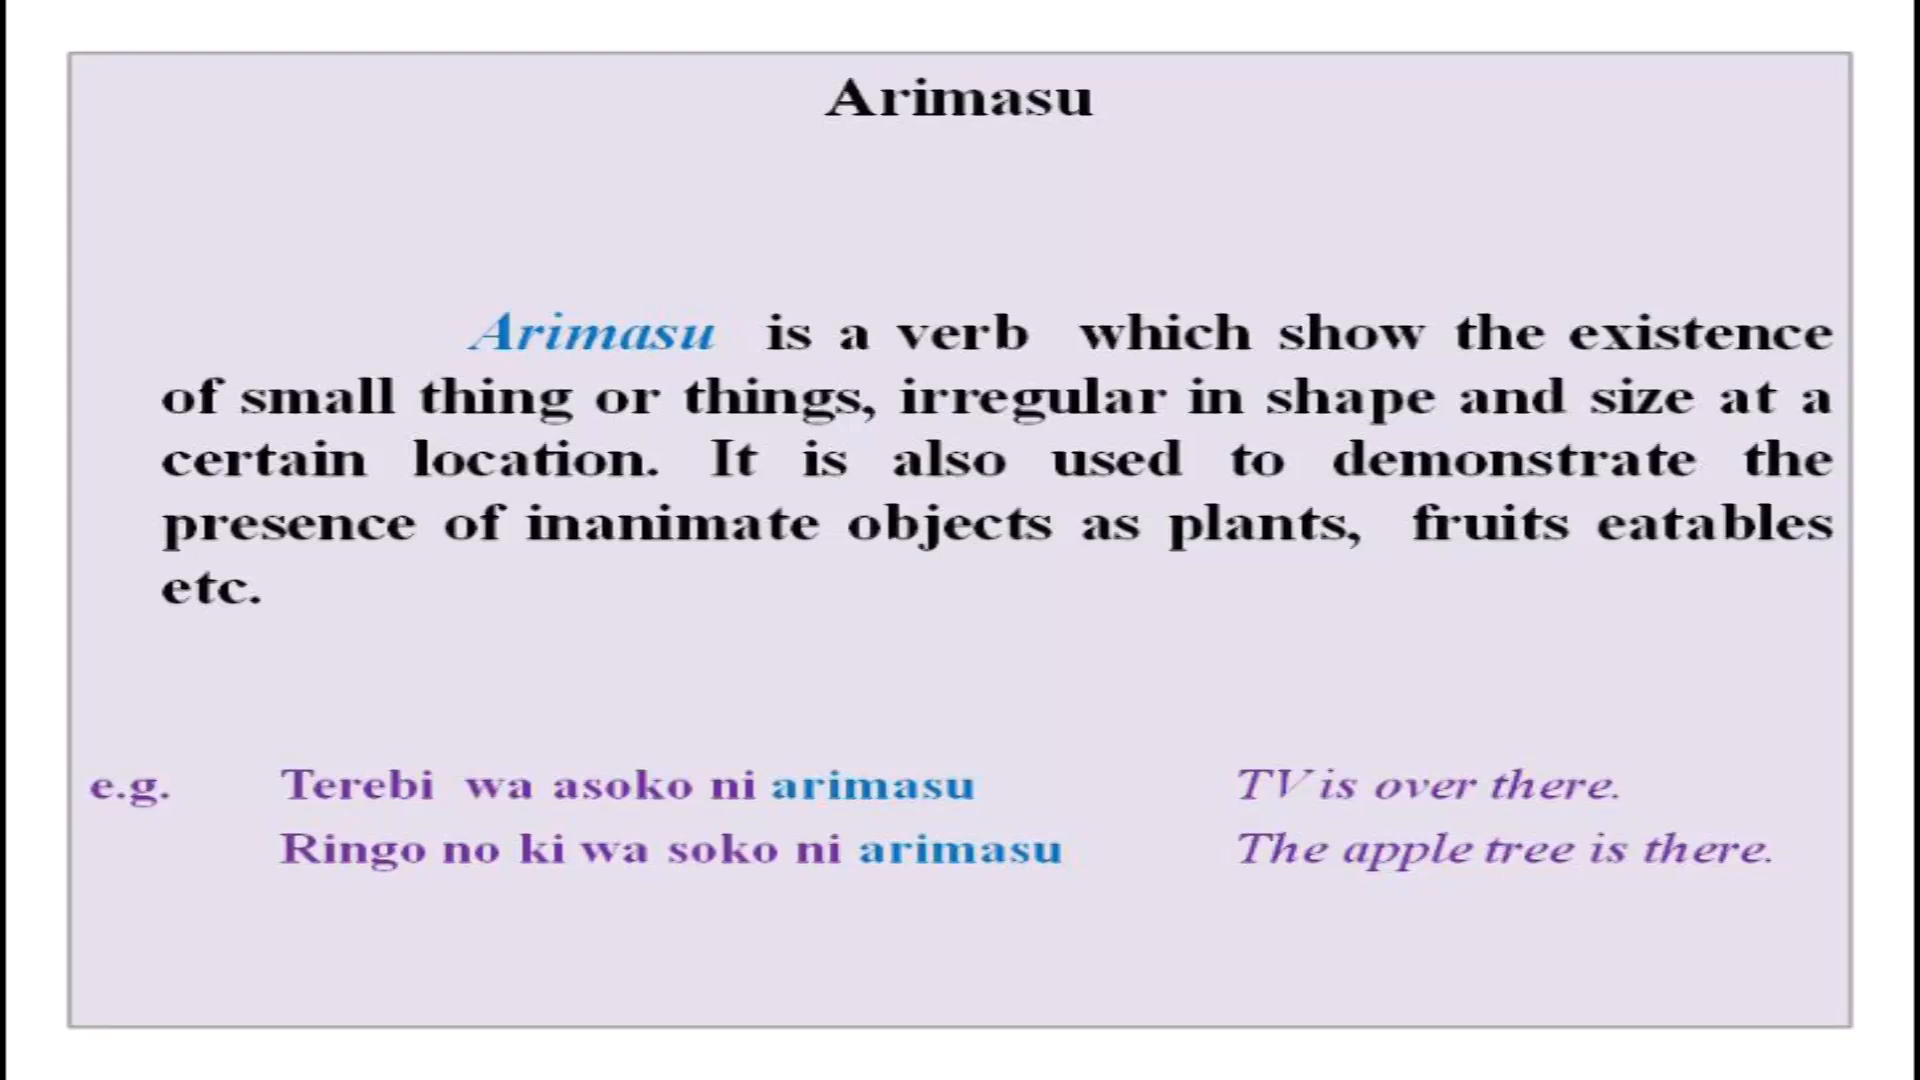 Arimasu
Arimasu is a verb which show the existence
of small thing or things, irregular in shape and size at a
certain location. It is also used to demonstrate the
presence of inanimate objects as plants, fruits eatables
etc.
e.g. Terebi wa asoko ni arimasu TV is over there.
Ringo no ki wa soko ni arimasu The apple tree is there.